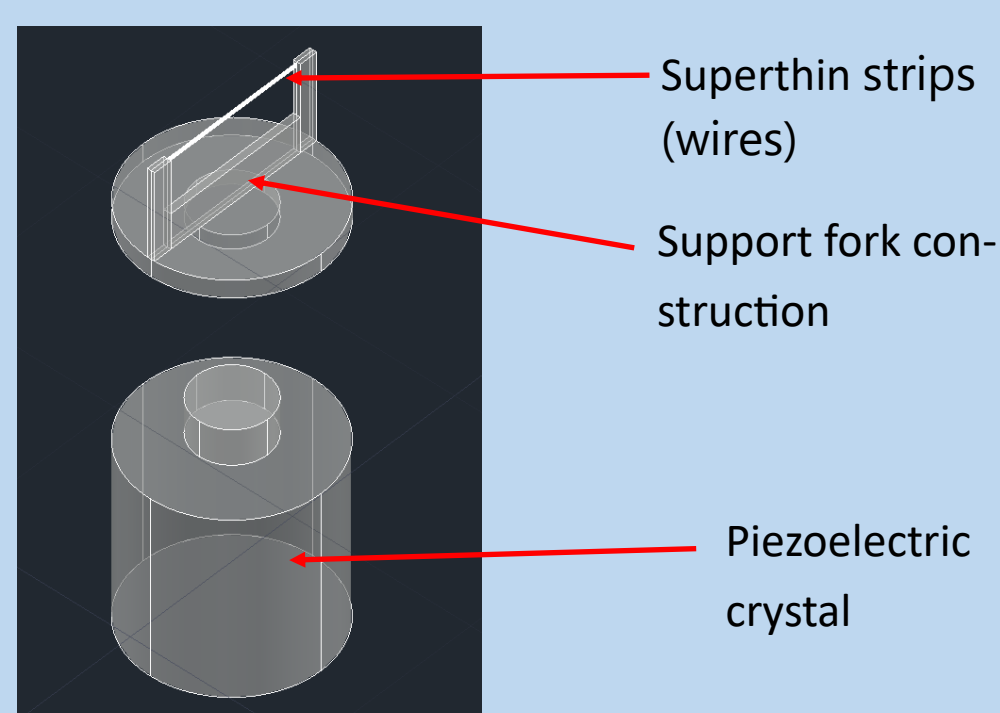 Superthin strips
(wires)
Support fork con-
struction
Piezoelectric
crystal